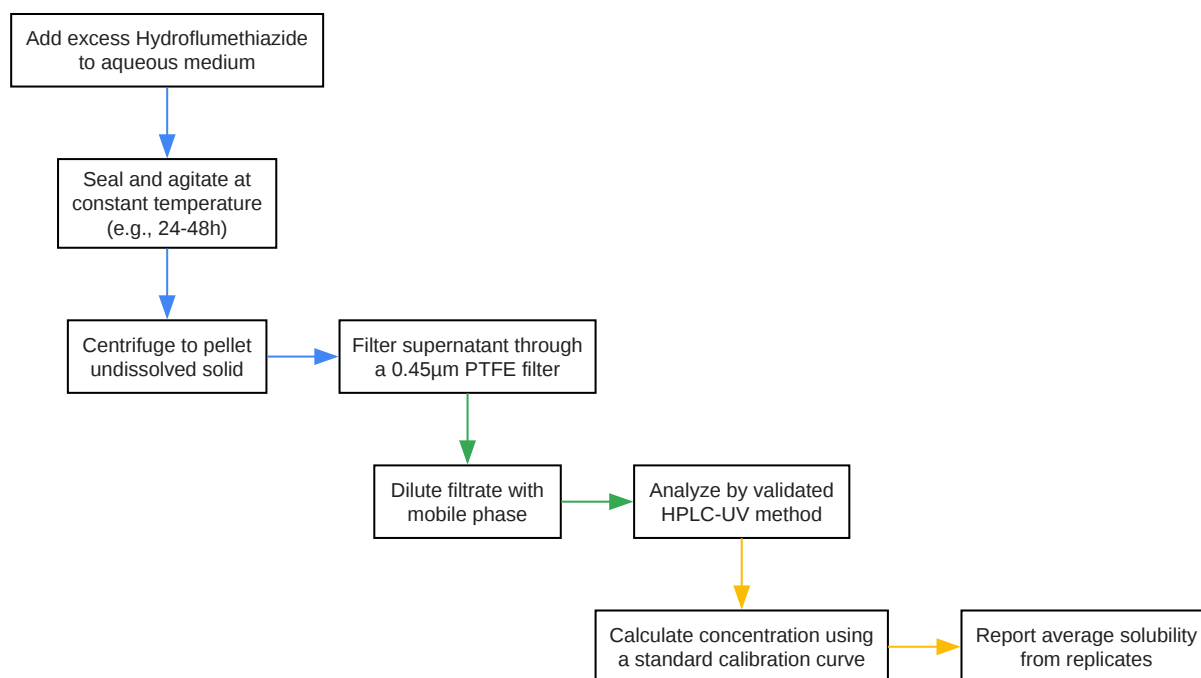 Add excess Hydroflumethiazide
to aqueous medium
Seal and agitate at
constant temperature
(e.g., 24-48h)
Centrifuge to pellet
undissolved solid
Filter supernatant through
a 0.45µm PTFE filter
Dilute filtrate with
mobile phase
Analyze by validated
HPLC-UV method
Calculate concentration using
a standard calibration curve
Report average solubility
from replicates